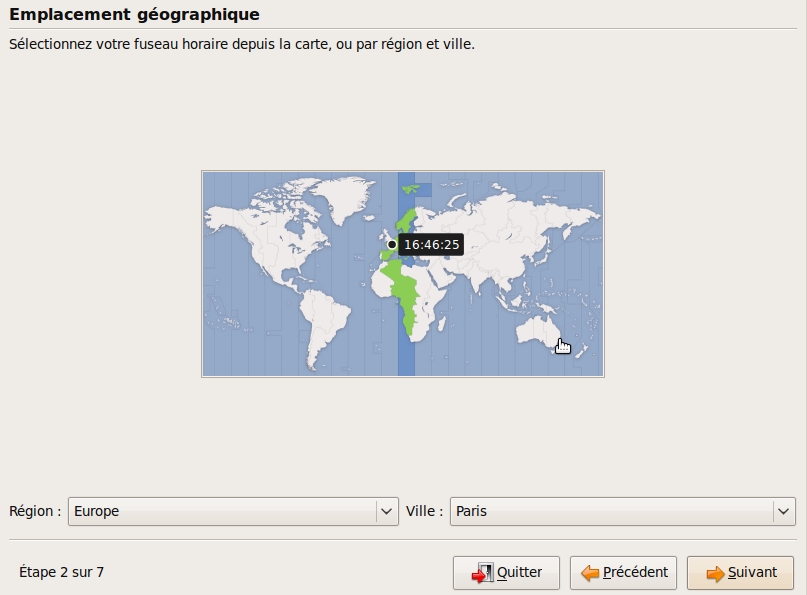 Emplacement géographique
Sélectionnez votre fuseau horaire depuis la carte, ou par région et ville.
16:46:25
Région : Europe Ville : Paris
Étape 2 sur 7 Quitter Précédent Suivant